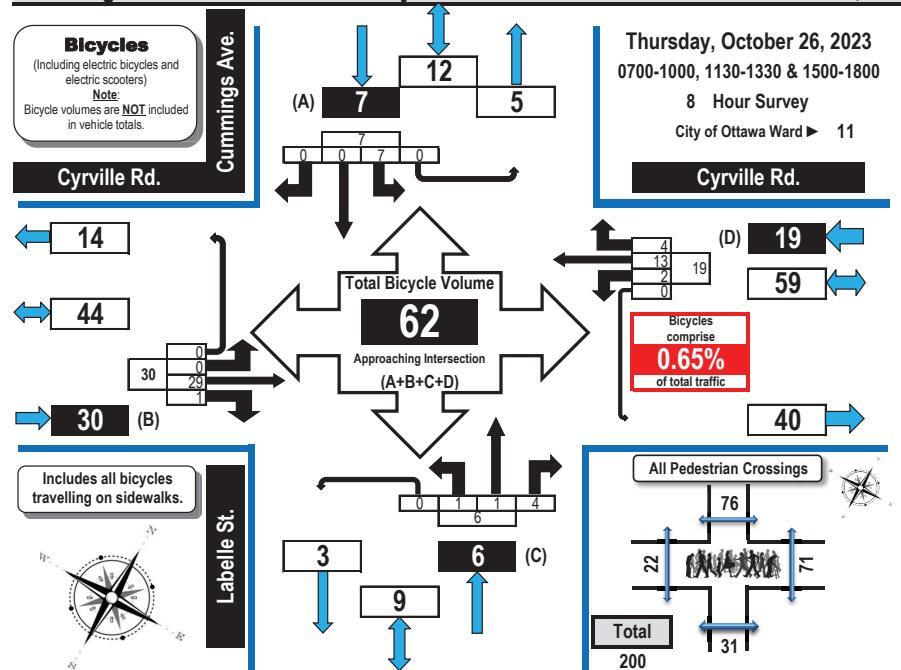 Bicycles
(Including electric bicycles and
electric scooters)
Note:
Bicycle volumes are NOT included
in vehicle totals.
Cummings Ave.
Cyrville Rd.
12
(A) 7
5
7
0 0 7 0
Thursday, October 26, 2023
0700-1000, 1130-1330 & 1500-1800
8 Hour Survey
City of Ottawa Ward ► 11
Cyrville Rd.
14
44
0
0
30
29
1
30 (B)
Total Bicycle Volume
62
Approaching Intersection
(A+B+C+D)
4
13
19
2
0
(D) 19
59
Bicycles
comprise
0.65%
of total traffic
40
Includes all bicycles
travelling on sidewalks.
N
W
E
S
Labelle St.
0 1 1 4
6
3
6 (C)
9
All Pedestrian Crossings
76
22
71
31
Total
200